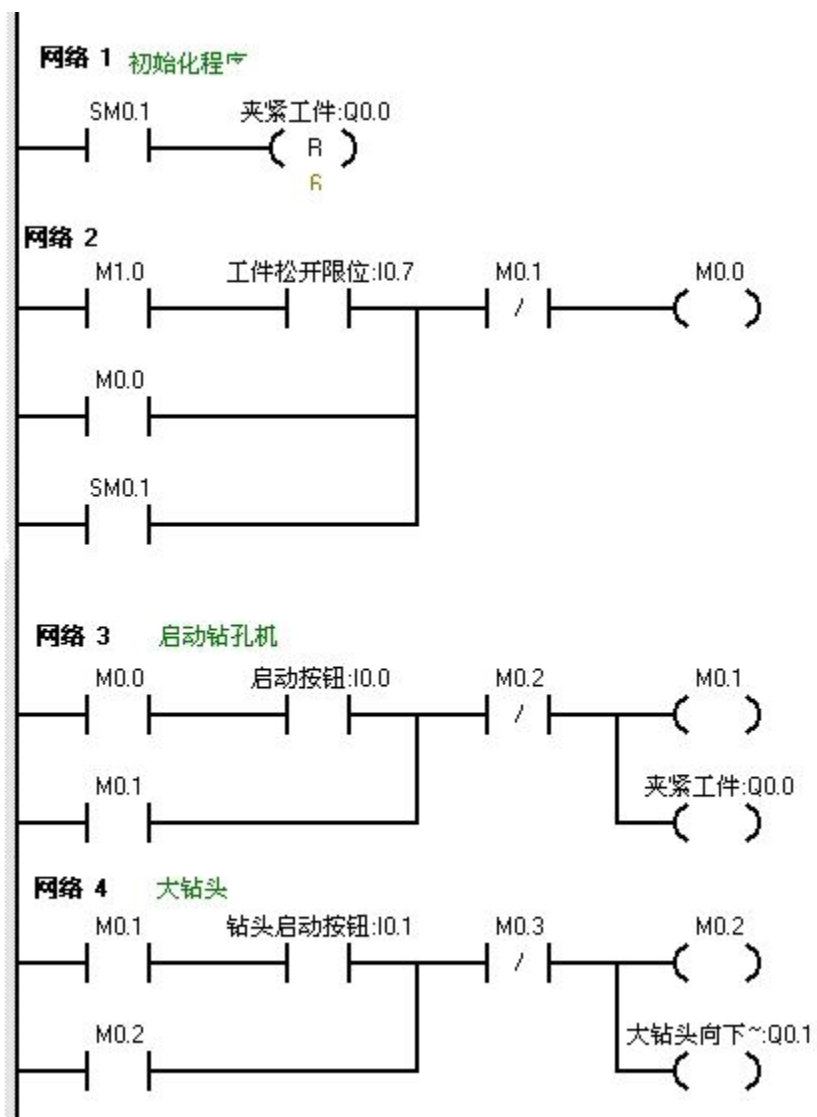 网络 1 初始化程序
SM0.1 夹紧工件:Q0.0
R
6
网络 2
M1.0 工件松开限位:I0.7 M0.1 M0.0
/
M0.0
SM0.1
网络 3 启动钻孔机
M0.0 启动按钮:I0.0 M0.2 M0.1
/
M0.1 夹紧工件:Q0.0
网络 4 大钻头
M0.1 钻头启动按钮:I0.1 M0.3 M0.2
/
M0.2 大钻头向下~:Q0.1